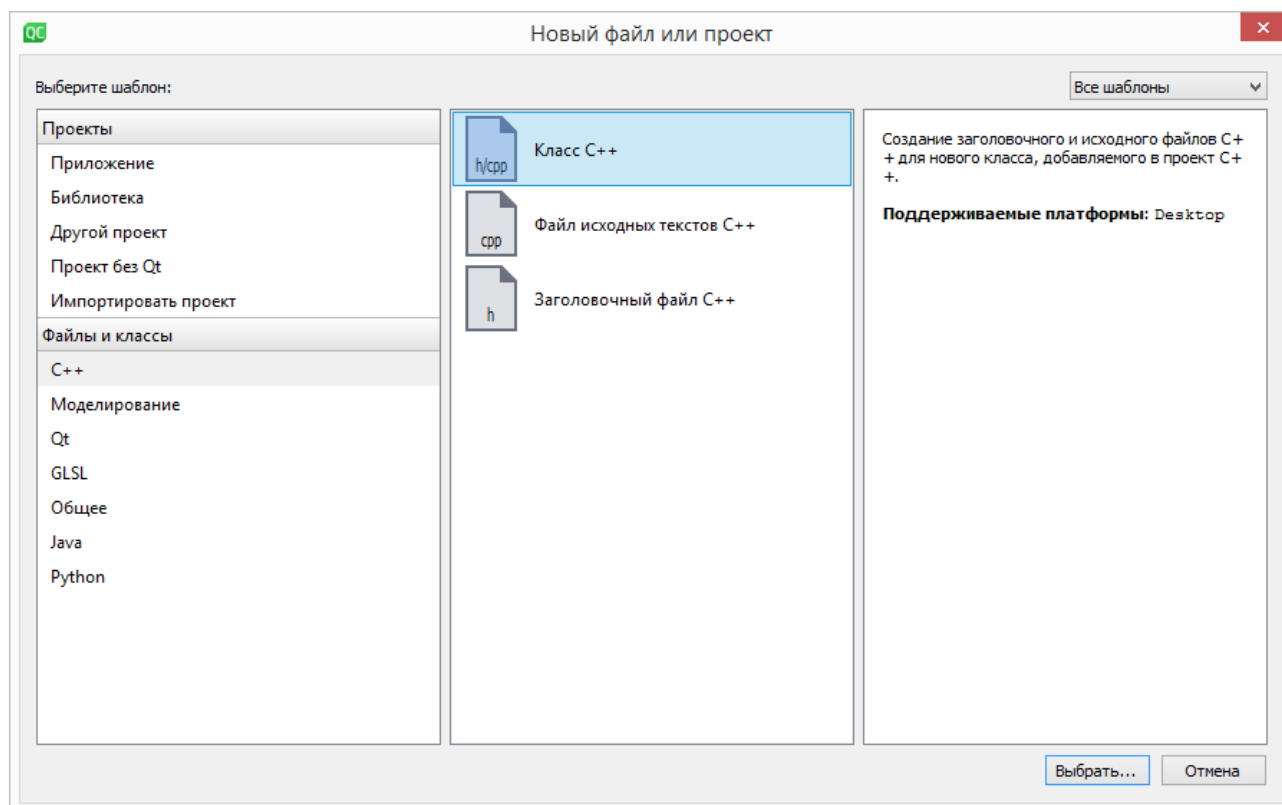 QC
Новый файл или проект
Выберите шаблон:
Все шаблоны
Проекты
Приложение
Библиотека
Другой проект
Проект без Qt
Импортировать проект
Файлы и классы
C++
Моделирование
Qt
GLSL
Общее
Java
Python
h/cpp
Класс C++
cpp
Файл исходных текстов C++
h
Заголовочный файл C++
Создание заголовочного и исходного файлов C+
+ для нового класса, добавляемого в проект C+
+.
Поддерживаемые платформы: Desktop
Выбрать...
Отмена